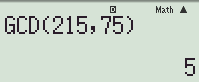 D Math ▲
GCD(215,75)
5